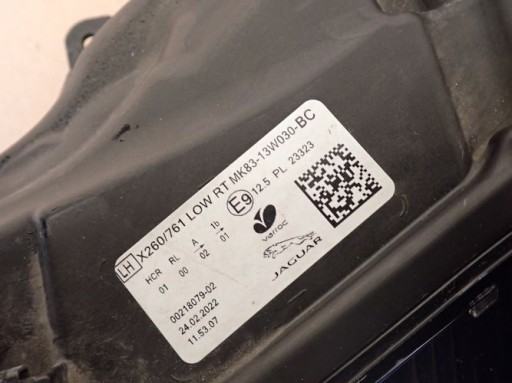 LH X260/761 LOW RT MK83-13W030-BC
HCR RL A 1b E9 12.5 PL 23323
01 00 02 01
varroc
JAGUAR
00218079-02
24.02.2022
11.53.07